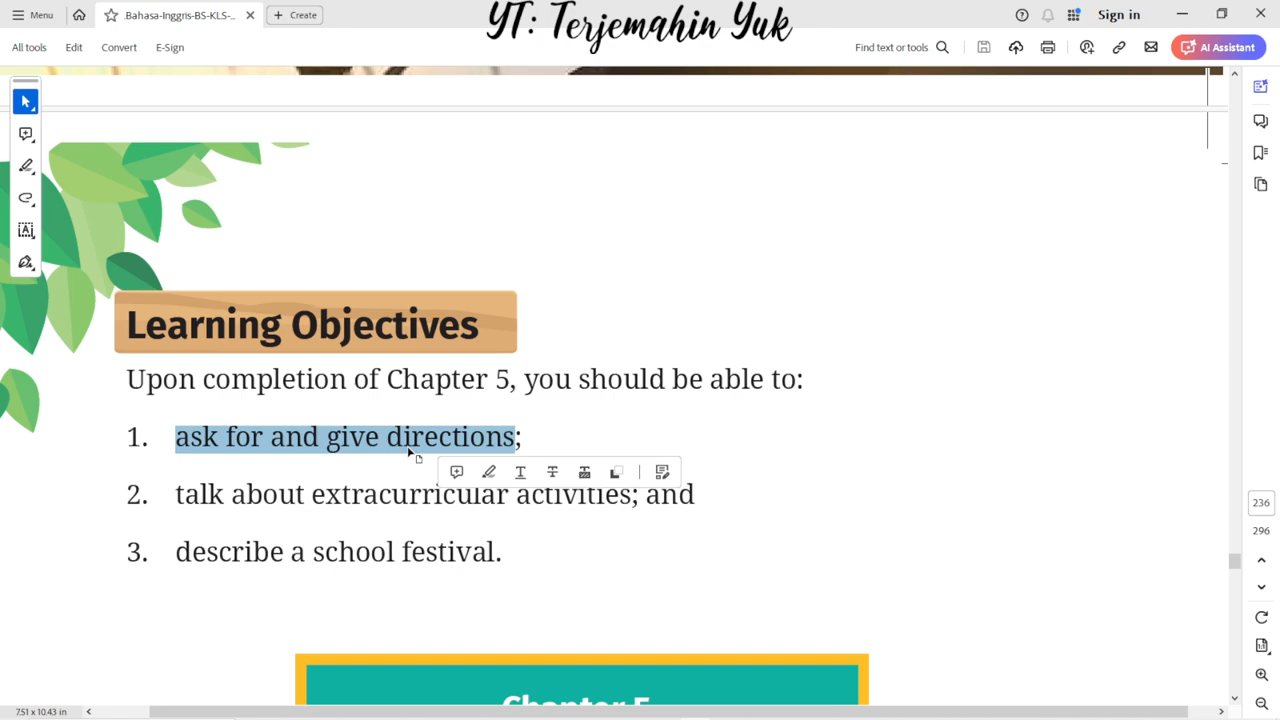 Menu
.Bahasa-Inggris-BS-KLS-...
Create
YT: Terjemahin Yuk
Sign in
All tools
Edit
Convert
E-Sign
Find text or tools
AI Assistant
Learning Objectives
Upon completion of Chapter 5, you should be able to:
1. ask for and give directions;
2. talk about extracurricular activities; and
3. describe a school festival.
236
296
Chapter 5
7.51 x 10.43 in